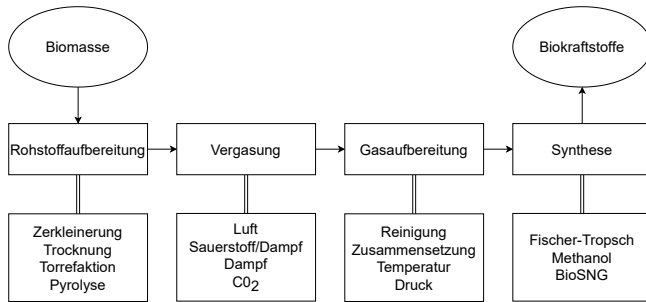 Biomasse
Biokraftstoffe
Rohstoffaufbereitung
Vergasung
Gasaufbereitung
Synthese
Zerkleinerung
Trocknung
Torrefaktion
Pyrolyse
Luft
Sauerstoff/Dampf
Dampf
C0₂
Reinigung
Zusammensetzung
Temperatur
Druck
Fischer-Tropsch
Methanol
BioSNG